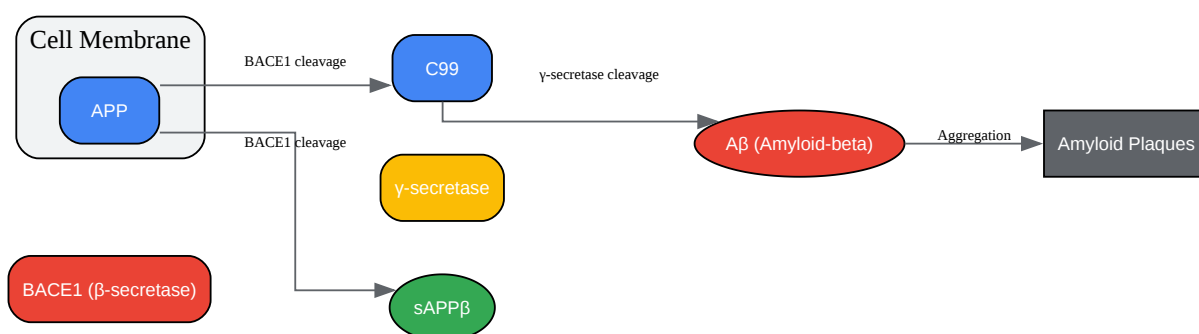 Cell Membrane
APP
BACE1 cleavage
C99
γ-secretase cleavage
BACE1 cleavage
Aβ (Amyloid-beta)
Aggregation
Amyloid Plaques
γ-secretase
BACE1 (β-secretase)
sAPPβ